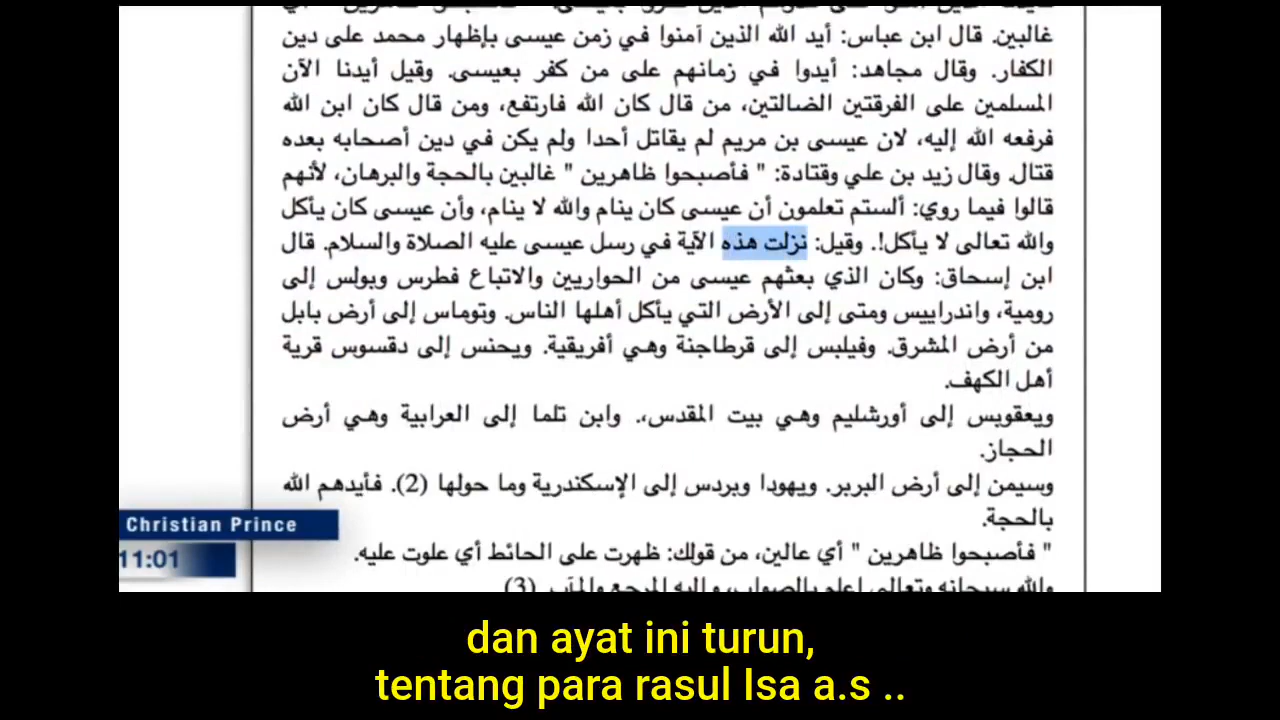 غالبين. قال ابن عباس: أيد الله الذين آمنوا في زمن عيسى بإظهار محمد على دين
الكفار. وقال مجاهد: أيدوا في زمانهم على من كفر بعيسى. وقيل أيدنا الآن
المسلمين على الفرقتين الضالتين، من قال كان الله فارتفع، ومن قال كان ابن الله
فرفعه الله إليه، لان عيسى بن مريم لم يقاتل أحدا ولم يكن في دين أصحابه بعده
قتال. وقال زيد بن علي وقتادة: " فأصبحوا ظاهرين " غالبين بالحجة والبرهان، لأنهم
قالوا فيما روي: ألستم تعلمون أن عيسى كان ينام والله لا ينام، وأن عيسى كان يأكل
والله تعالى لا يأكل!. وقيل: نزلت هذه الآية في رسل عيسى عليه الصلاة والسلام. قال
ابن إسحاق: وكان الذي بعثهم عيسى من الحواريين والاتباع فطرس وبولس إلى
رومية، واندراييس ومتى إلى الأرض التي يأكل أهلها الناس. وتوماس إلى أرض بابل
من أرض المشرق. وفيلبس إلى قرطاجنة وهي أفريقية. ويحنس إلى دقسوس قرية
أهل الكهف.
ويعقوبس إلى أورشليم وهي بيت المقدس،. وابن تلما إلى العرابية وهي أرض
الحجاز.
وسيمن إلى أرض البربر. ويهودا وبردس إلى الإسكندرية وما حولها (2). فأيدهم الله
بالحجة.
" فأصبحوا ظاهرين " أي عالين، من قولك: ظهرت على الحائط أي علوت عليه.
والله سبحانه وتعالى أعلم بالصواب، وإليه المرجع والمآب. (3)
Christian Prince
11:01
dan ayat ini turun,
tentang para rasul Isa a.s ..